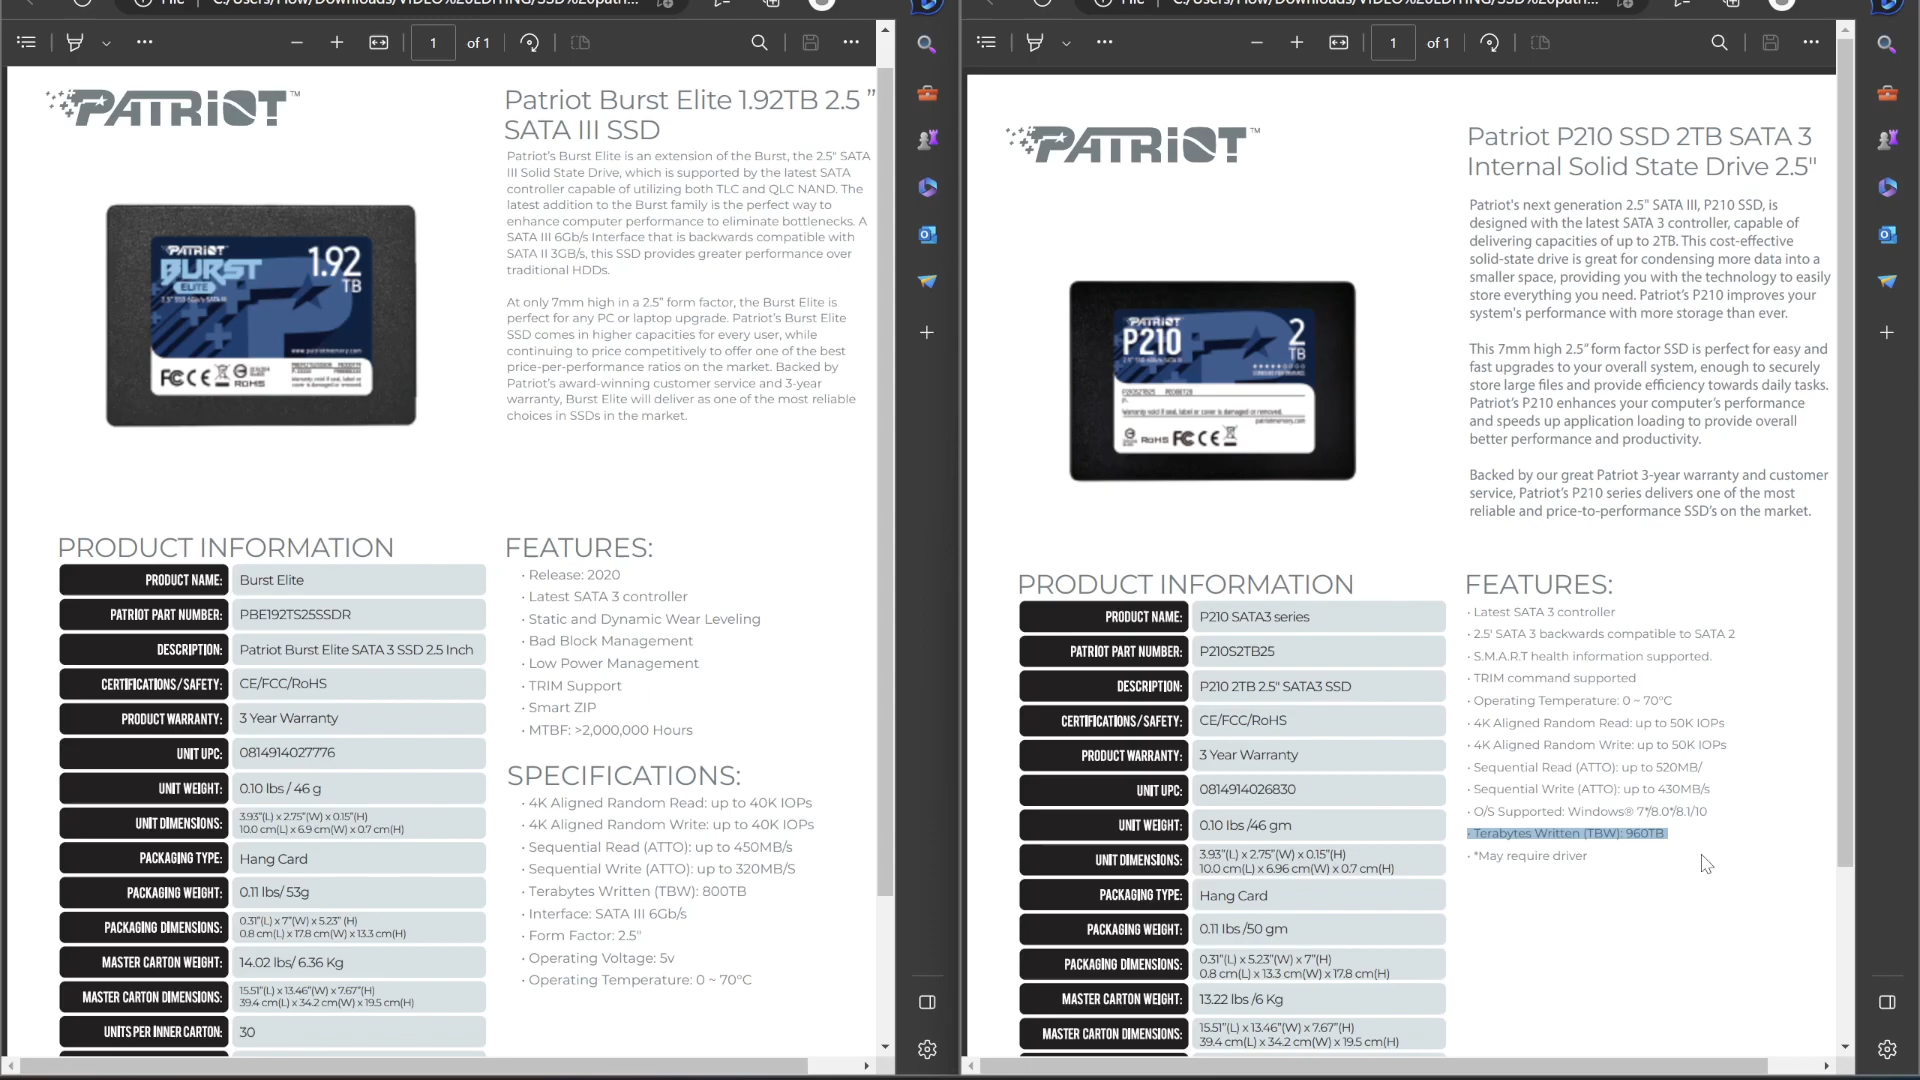 1 of 1
PATRIOT™
Patriot Burst Elite 1.92TB 2.5 ”
SATA III SSD
Patriot's Burst Elite is an extension of the Burst, the 2.5" SATA
III Solid State Drive, which is supported by the latest SATA
controller capable of utilizing both TLC and QLC NAND. The
latest addition to the Burst family is the perfect way to
enhance computer performance to eliminate bottlenecks. A
SATA III 6Gb/s Interface that is backwards compatible with
SATA II 3GB/s, this SSD provides greater performance over
traditional HDDs.
At only 7mm high in a 2.5” form factor, the Burst Elite is
perfect for any PC or laptop upgrade. Patriot’s Burst Elite
SSD comes in higher capacities for every user, while
continuing to price competitively to offer one of the best
price-per-performance ratios on the market. Backed by
Patriot’s award-winning customer service and 3-year
warranty, Burst Elite will deliver as one of the most reliable
choices in SSDs in the market.
PATRIOT
BURST
ELITE
1.92
TB
www.patriotmemory.com
FC CE
ROHS
PRODUCT INFORMATION
PRODUCT NAME: Burst Elite
PATRIOT PART NUMBER: PBE192TS25SSDR
DESCRIPTION: Patriot Burst Elite SATA 3 SSD 2.5 Inch
CERTIFICATIONS/SAFETY: CE/FCC/RoHS
PRODUCT WARRANTY: 3 Year Warranty
UNIT UPC: 0814914027776
UNIT WEIGHT: 0.10 lbs / 46 g
UNIT DIMENSIONS: 3.93”(L) x 2.75”(W) x 0.15”(H)
10.0 cm(L) x 6.9 cm(W) x 0.7 cm(H)
PACKAGING TYPE: Hang Card
PACKAGING WEIGHT: 0.11 lbs/ 53g
PACKAGING DIMENSIONS: 0.31”(L) x 7”(W) x 5.23” (H)
0.8 cm(L) x 17.8 cm(W) x 13.3 cm(H)
MASTER CARTON WEIGHT: 14.02 lbs/ 6.36 Kg
MASTER CARTON DIMENSIONS: 15.51”(L) x 13.46”(W) x 7.67”(H)
39.4 cm(L) x 34.2 cm(W) x 19.5 cm(H)
UNITS PER INNER CARTON: 30
FEATURES:
• Release: 2020
• Latest SATA 3 controller
• Static and Dynamic Wear Leveling
• Bad Block Management
• Low Power Management
• TRIM Support
• Smart ZIP
• MTBF: >2,000,000 Hours
SPECIFICATIONS:
• 4K Aligned Random Read: up to 40K IOPs
• 4K Aligned Random Write: up to 40K IOPs
• Sequential Read (ATTO): up to 450MB/s
• Sequential Write (ATTO): up to 320MB/S
• Terabytes Written (TBW): 800TB
• Interface: SATA III 6Gb/s
• Form Factor: 2.5"
• Operating Voltage: 5v
• Operating Temperature: 0 ~ 70°C
1 of 1
PATRIOT™
Patriot P210 SSD 2TB SATA 3
Internal Solid State Drive 2.5"
Patriot's next generation 2.5" SATA III, P210 SSD, is
designed with the latest SATA 3 controller, capable of
delivering capacities of up to 2TB. This cost-effective
solid-state drive is great for condensing more data into a
smaller space, providing you with the technology to easily
store everything you need. Patriot’s P210 improves your
system's performance with more storage than ever.
This 7mm high 2.5” form factor SSD is perfect for easy and
fast upgrades to your overall system, enough to securely
store large files and provide efficiency towards daily tasks.
Patriot’s P210 enhances your computer’s performance
and speeds up application loading to provide overall
better performance and productivity.
Backed by our great Patriot 3-year warranty and customer
service, Patriot’s P210 series delivers one of the most
reliable and price-to-performance SSD’s on the market.
PATRIOT
P210
2
TB
Warranty void if seal, label or cover is damaged or removed.
patriotmemory.com
RoHS FC CE
PRODUCT INFORMATION
PRODUCT NAME: P210 SATA3 series
PATRIOT PART NUMBER: P210S2TB25
DESCRIPTION: P210 2TB 2.5" SATA3 SSD
CERTIFICATIONS/SAFETY: CE/FCC/RoHS
PRODUCT WARRANTY: 3 Year Warranty
UNIT UPC: 0814914026830
UNIT WEIGHT: 0.10 lbs /46 gm
UNIT DIMENSIONS: 3.93”(L) x 2.75”(W) x 0.15”(H)
10.0 cm(L) x 6.96 cm(W) x 0.7 cm(H)
PACKAGING TYPE: Hang Card
PACKAGING WEIGHT: 0.11 lbs /50 gm
PACKAGING DIMENSIONS: 0.31”(L) x 5.23”(W) x 7”(H)
0.8 cm(L) x 13.3 cm(W) x 17.8 cm(H)
MASTER CARTON WEIGHT: 13.22 lbs /6 Kg
MASTER CARTON DIMENSIONS: 15.51”(L) x 13.46”(W) x 7.67”(H)
39.4 cm(L) x 34.2 cm(W) x 19.5 cm(H)
FEATURES:
• Latest SATA 3 controller
• 2.5' SATA 3 backwards compatible to SATA 2
• S.M.A.R.T health information supported.
• TRIM command supported
• Operating Temperature: 0 ~ 70°C
• 4K Aligned Random Read: up to 50K IOPs
• 4K Aligned Random Write: up to 50K IOPs
• Sequential Read (ATTO): up to 520MB/
• Sequential Write (ATTO): up to 430MB/s
• O/S Supported: Windows® 7*/8.0*/8.1/10
• Terabytes Written (TBW): 960TB
• *May require driver